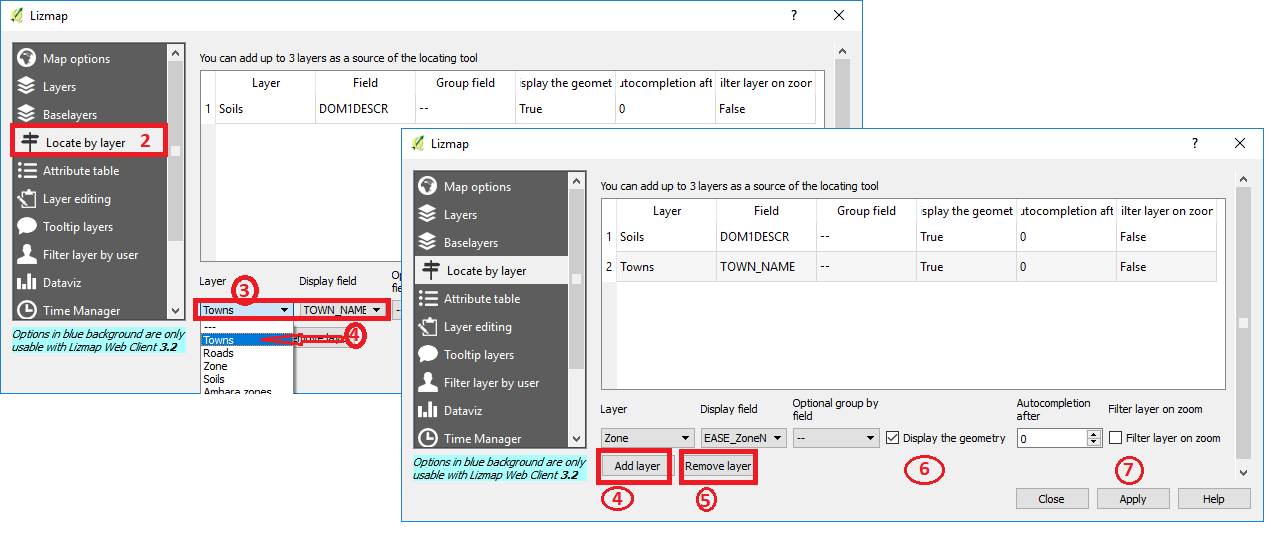 Lizmap
?
Map options
Layers
Baselayers
Locate by layer 2
Attribute table
Layer editing
Tooltip layers
Filter layer by user
Dataviz
Time Manager
Options in blue background are only
usable with Lizmap Web Client 3.2
You can add up to 3 layers as a source of the locating tool
Layer Field Group field splay the geomet utocompletion aft ilter layer on zoon
1 Soils DOM1DESCR -- True 0 False
Layer 3 Display field
Towns TOWN_NAME --
---
Towns 4
Roads
Zone
Soils
Amhara zones
Lizmap
?
Map options
Layers
Baselayers
Locate by layer
Attribute table
Layer editing
Tooltip layers
Filter layer by user
Dataviz
Time Manager
Options in blue background are only
usable with Lizmap Web Client 3.2
You can add up to 3 layers as a source of the locating tool
Layer Field Group field splay the geomet utocompletion aft ilter layer on zoon
1 Soils DOM1DESCR -- True 0 False
2 Towns TOWN_NAME -- True 0 False
Layer Display field Optional group by field Autocompletion after Filter layer on zoom
Zone EASE_ZoneN -- Display the geometry 0 Filter layer on zoom
Add layer Remove layer 6 7
4 5
Close Apply Help